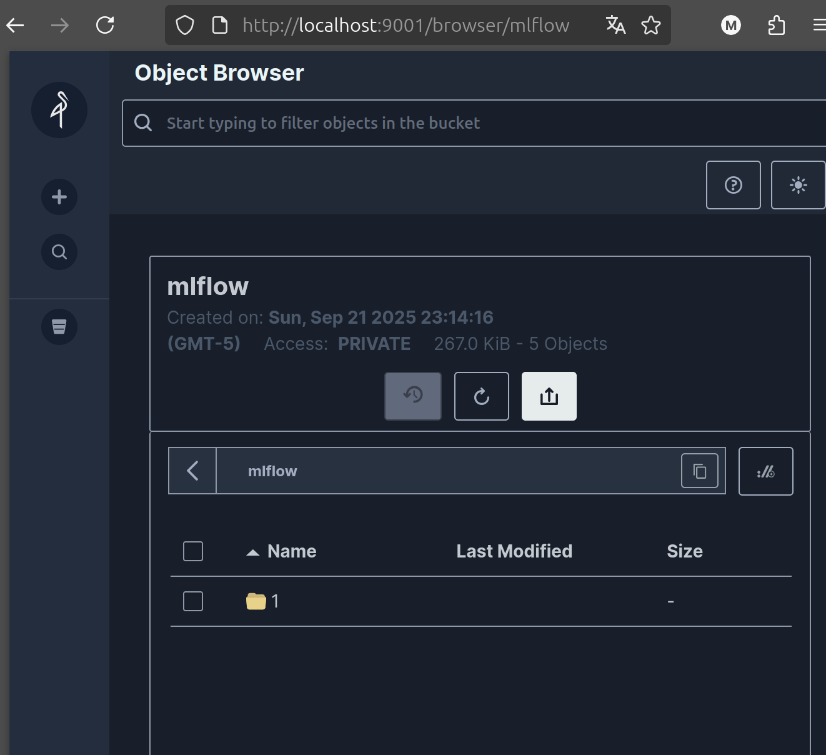 http://localhost:9001/browser/mlflow
M
Object Browser
Start typing to filter objects in the bucket
mlflow
Created on: Sun, Sep 21 2025 23:14:16
(GMT-5) Access: PRIVATE 267.0 KiB - 5 Objects
mlflow
Name Last Modified Size
1 -